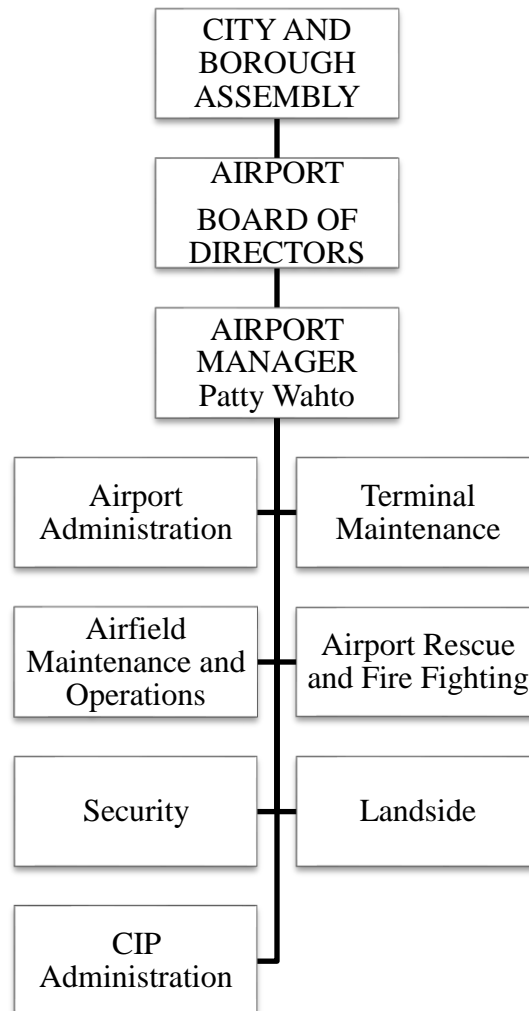 CITY AND
BOROUGH
ASSEMBLY
AIRPORT
BOARD OF
DIRECTORS
AIRPORT
MANAGER
Patty Wahto
Airport
Administration
Terminal
Maintenance
Airfield
Maintenance and
Operations
Airport Rescue
and Fire Fighting
Security
Landside
CIP
Administration